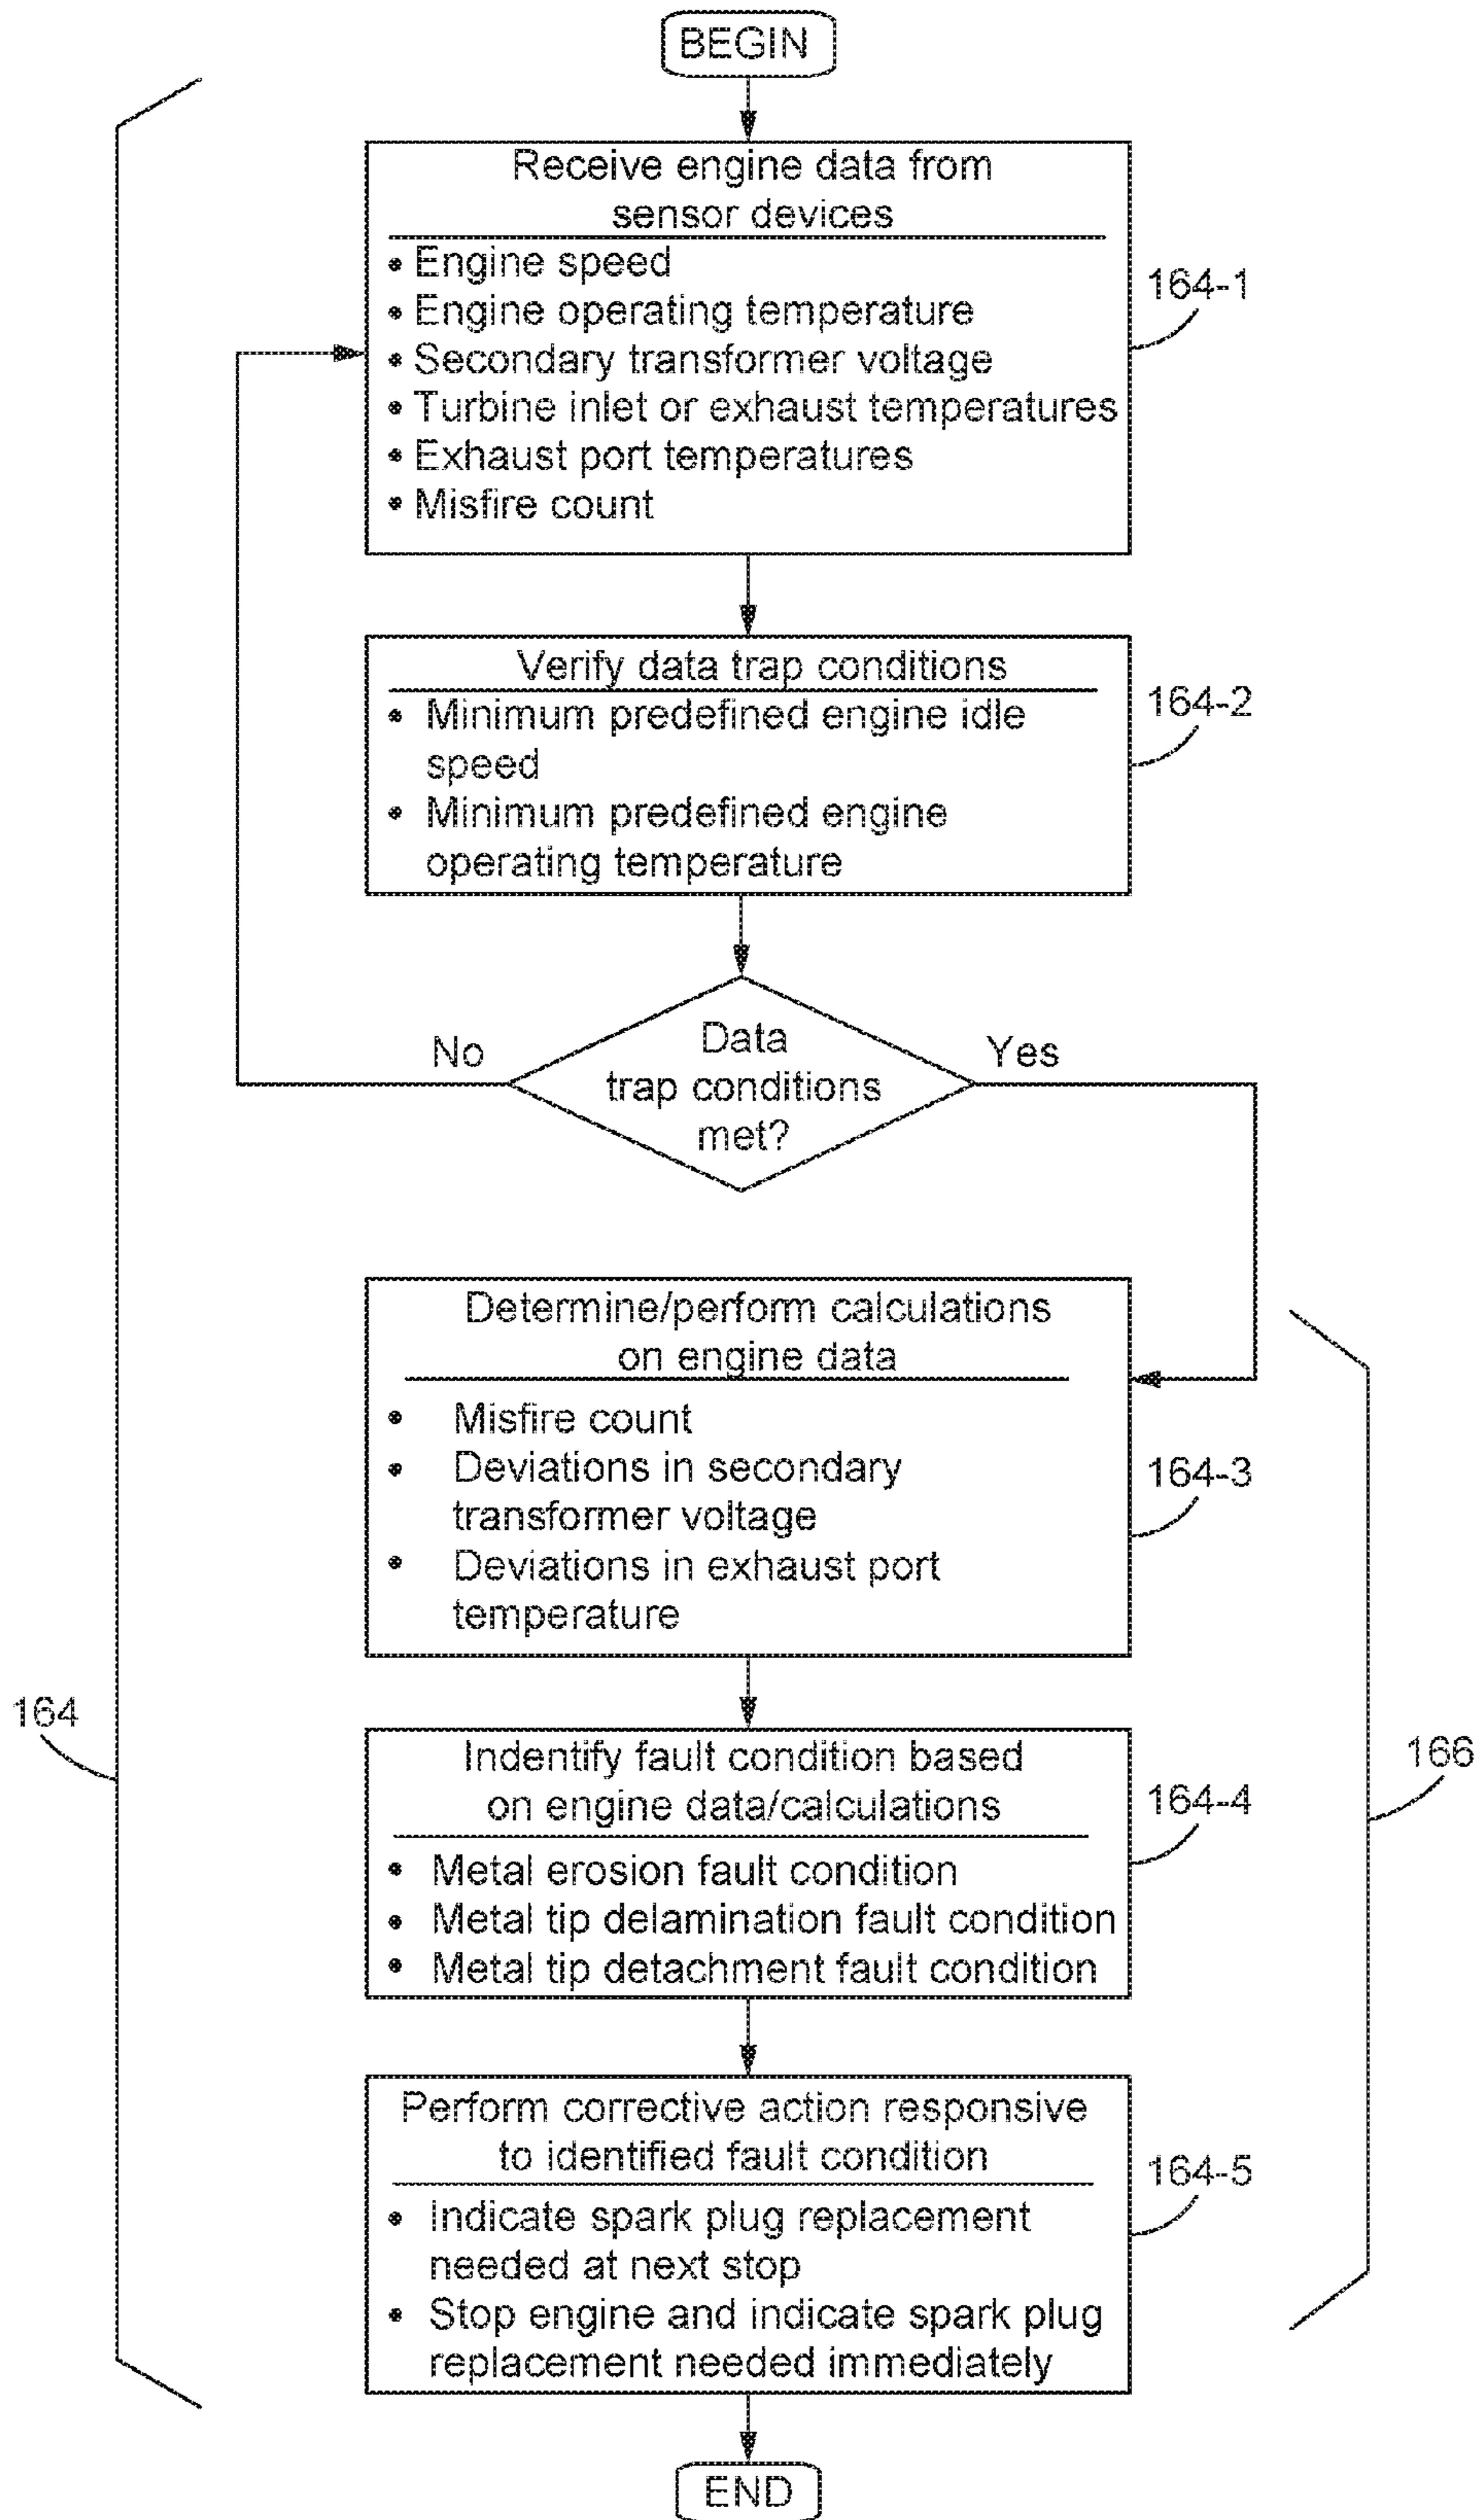 BEGIN
Receive engine data from
sensor devices
• Engine speed
• Engine operating temperature
• Secondary transformer voltage
• Turbine inlet or exhaust temperatures
• Exhaust port temperatures
• Misfire count
164-1
Verify data trap conditions
• Minimum predefined engine idle
speed
• Minimum predefined engine
operating temperature
164-2
No
Data
trap conditions
met?
Yes
Determine/perform calculations
on engine data
• Misfire count
• Deviations in secondary
transformer voltage
• Deviations in exhaust port
temperature
164-3
164
Indentify fault condition based
on engine data/calculations
• Metal erosion fault condition
• Metal tip delamination fault condition
• Metal tip detachment fault condition
164-4
166
Perform corrective action responsive
to identified fault condition
• Indicate spark plug replacement
needed at next stop
• Stop engine and indicate spark plug
replacement needed immediately
164-5
END